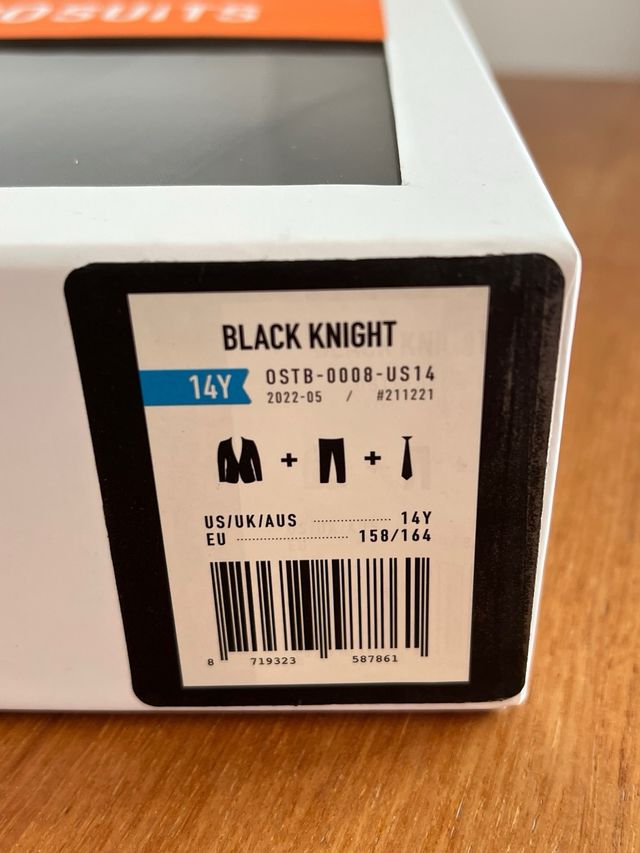 OSUITS
BLACK KNIGHT
14Y
OSTB-0008-US14
2022-05 / #211221
+ +
US/UK/AUS 14Y
EU 158/164
8 719323 587861